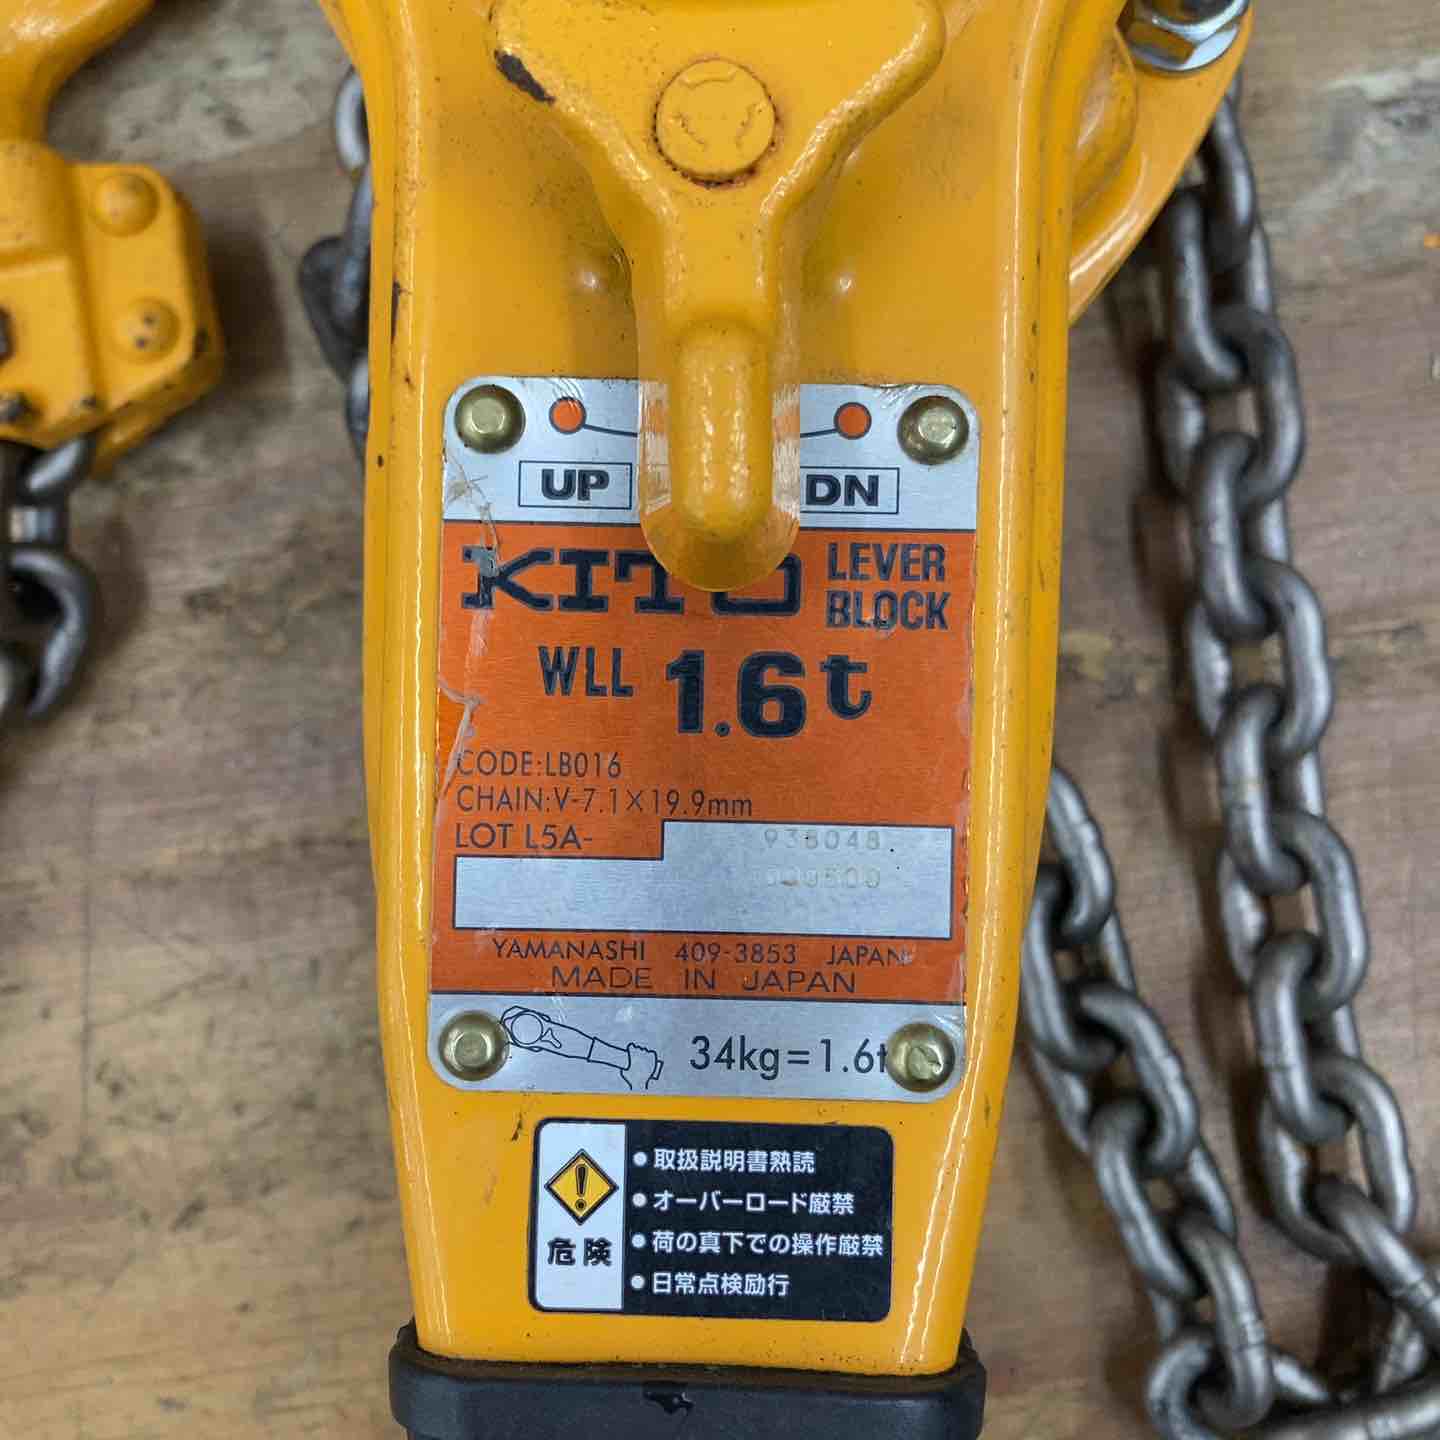 UP
DN
KITO LEVER
BLOCK
WLL 1.6t
CODE:LB016
CHAIN:V-7.1×19.9mm
LOT L5A-
938048
YAMANASHI 409-3853 JAPAN
MADE IN JAPAN
34kg=1.6t
危険
●取扱説明書熟読
●オーバーロード厳禁
●荷の真下での操作厳禁
●日常点検励行